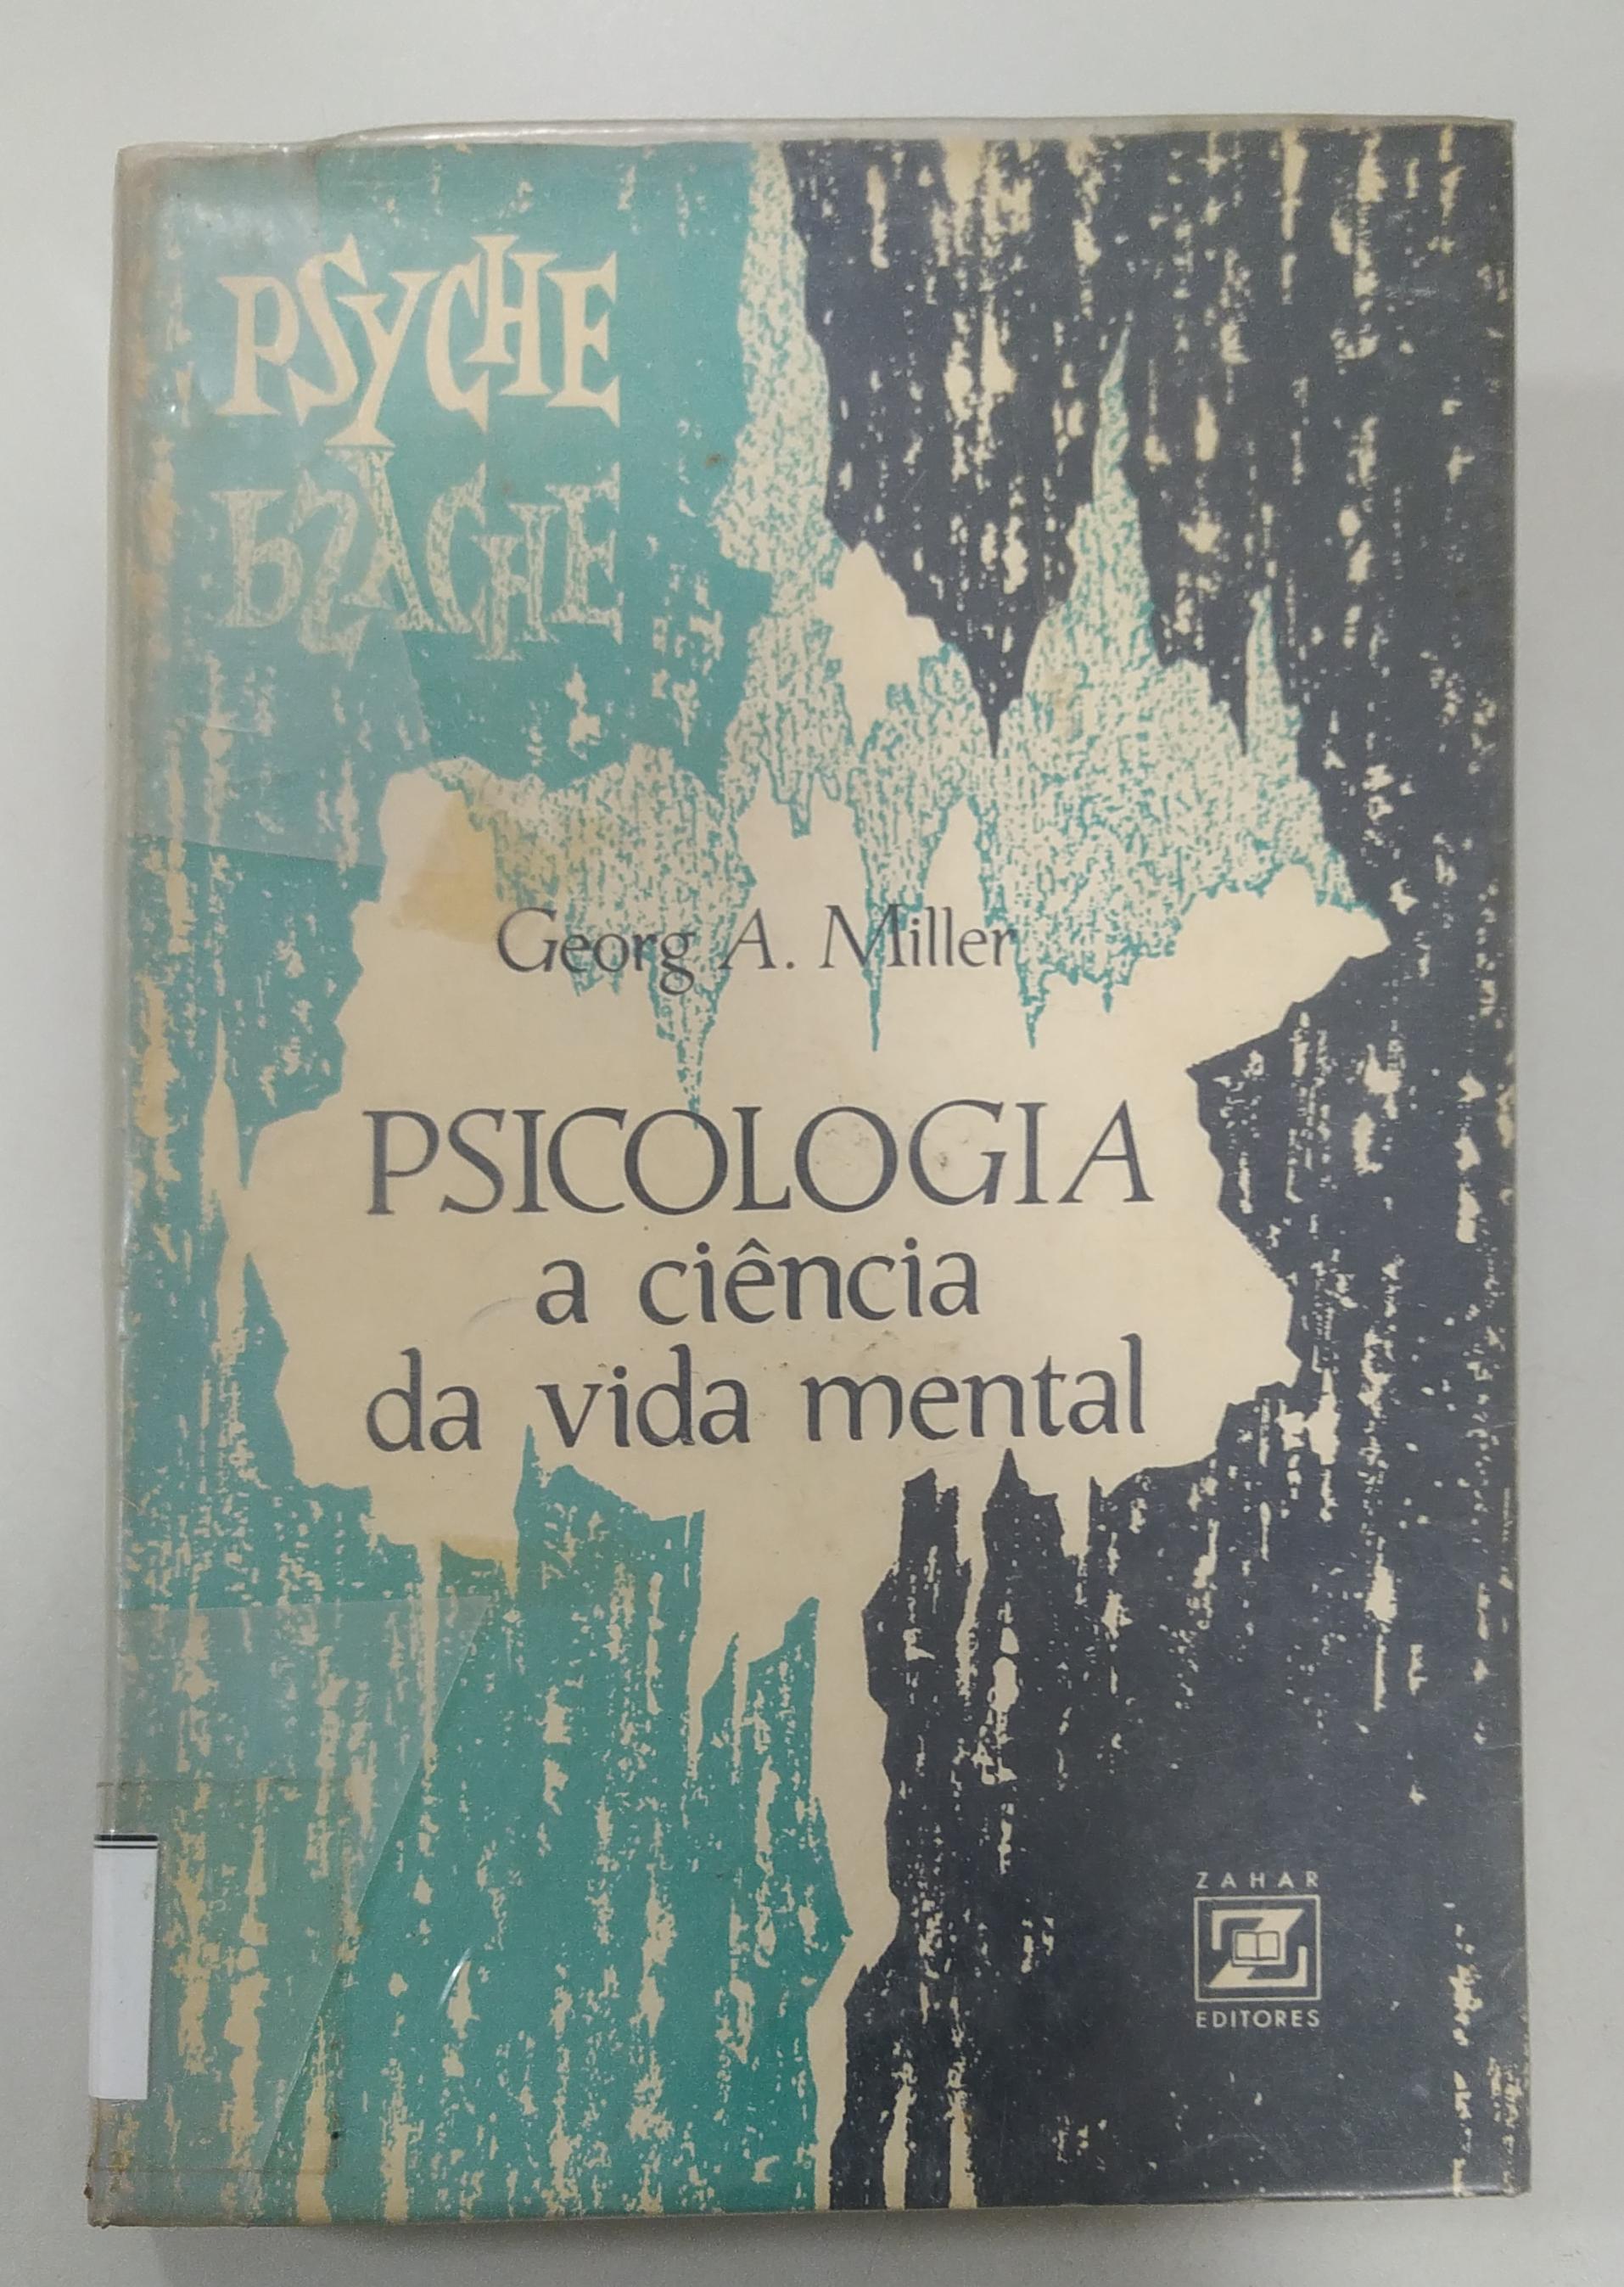 PSYCHE
PSYCHE
Georg A. Miller
PSICOLOGIA
a ciência
da vida mental
ZAHAR
EDITORES